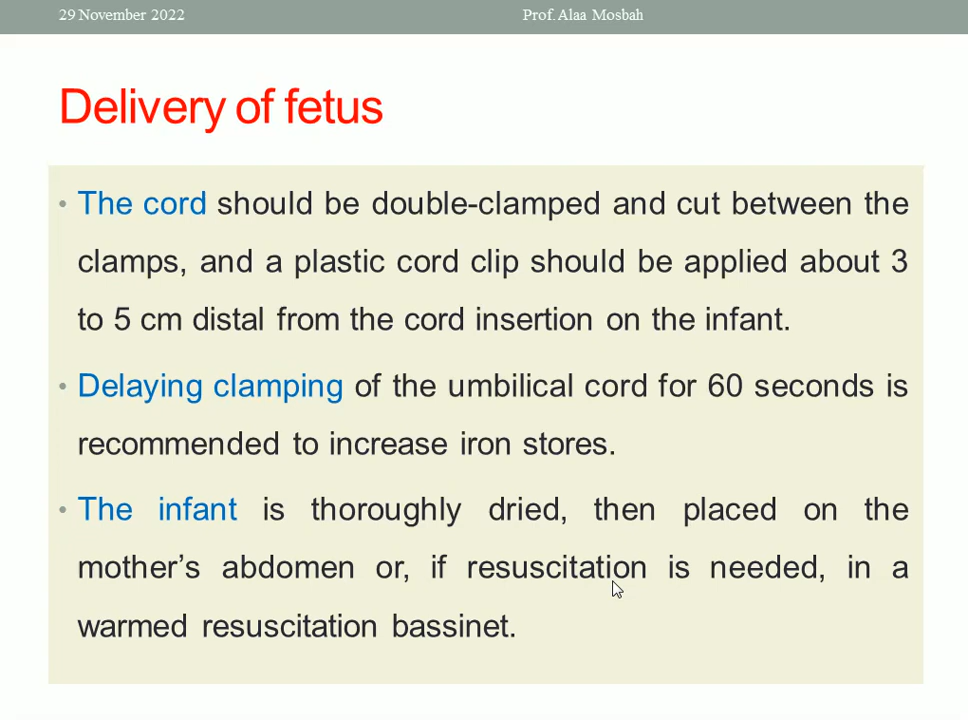 29 November 2022 Prof. Alaa Mosbah
Delivery of fetus
• The cord should be double-clamped and cut between the
clamps, and a plastic cord clip should be applied about 3
to 5 cm distal from the cord insertion on the infant.
• Delaying clamping of the umbilical cord for 60 seconds is
recommended to increase iron stores.
• The infant is thoroughly dried, then placed on the
mother’s abdomen or, if resuscitation is needed, in a
warmed resuscitation bassinet.